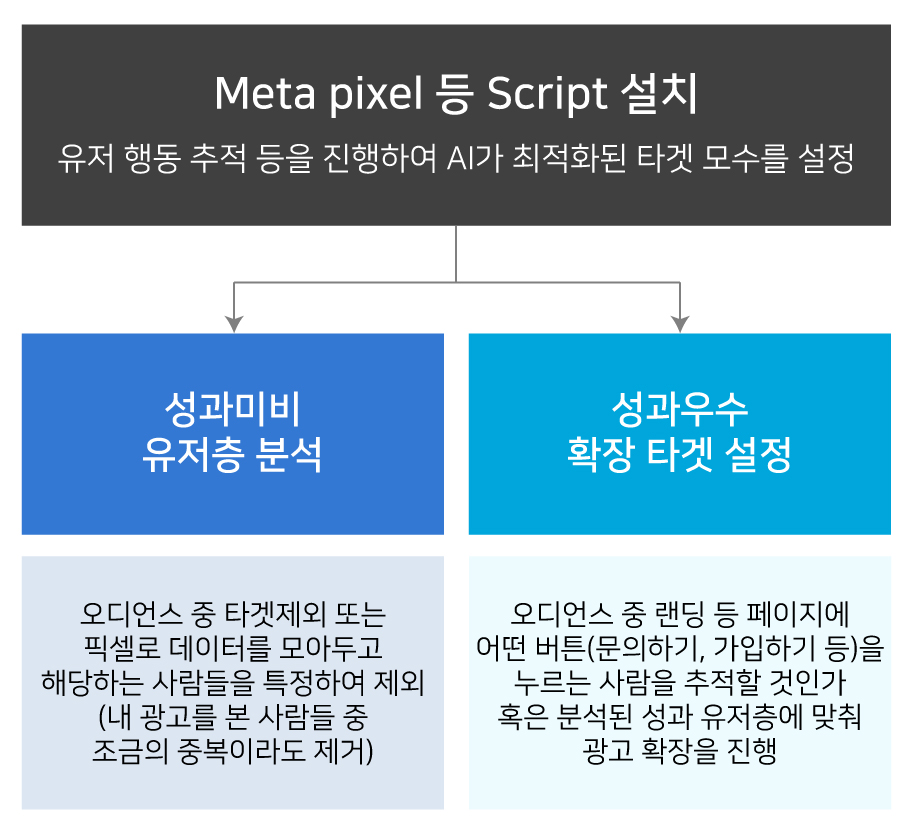 Meta pixel 등 Script 설치
유저 행동 추적 등을 진행하여 AI가 최적화된 타겟 모수를 설정
성과미비
유저층 분석
오디언스 중 타겟제외 또는
픽셀로 데이터를 모아두고
해당하는 사람들을 특정하여 제외
(내 광고를 본 사람들 중
조금의 중복이라도 제거)
성과우수
확장 타겟 설정
오디언스 중 랜딩 등 페이지에
어떤 버튼(문의하기, 가입하기 등)을
누르는 사람을 추적할 것인가
혹은 분석된 성과 유저층에 맞춰
광고 확장을 진행